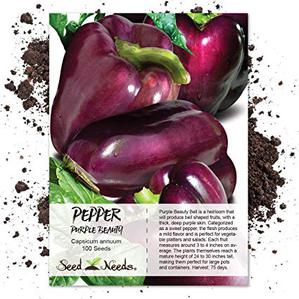 PEPPER
PURPLE BEAUTY
Capsicum annuum
100 Seeds
Seed Needs
Purple Beauty Bell is a heirloom that
will produce bell shaped fruits, with a
thick, deep purple skin. Categorized
as a sweet pepper, the flesh produces
a mild flavor and is perfect for vegeta-
ble platters and salads. Each fruit
measures around 3 to 4 inches on av-
erage. The plants themselves reach a
mature height of 24 to 30 inches tall,
making them perfect for large pots
and containers. Harvest: 75 days.